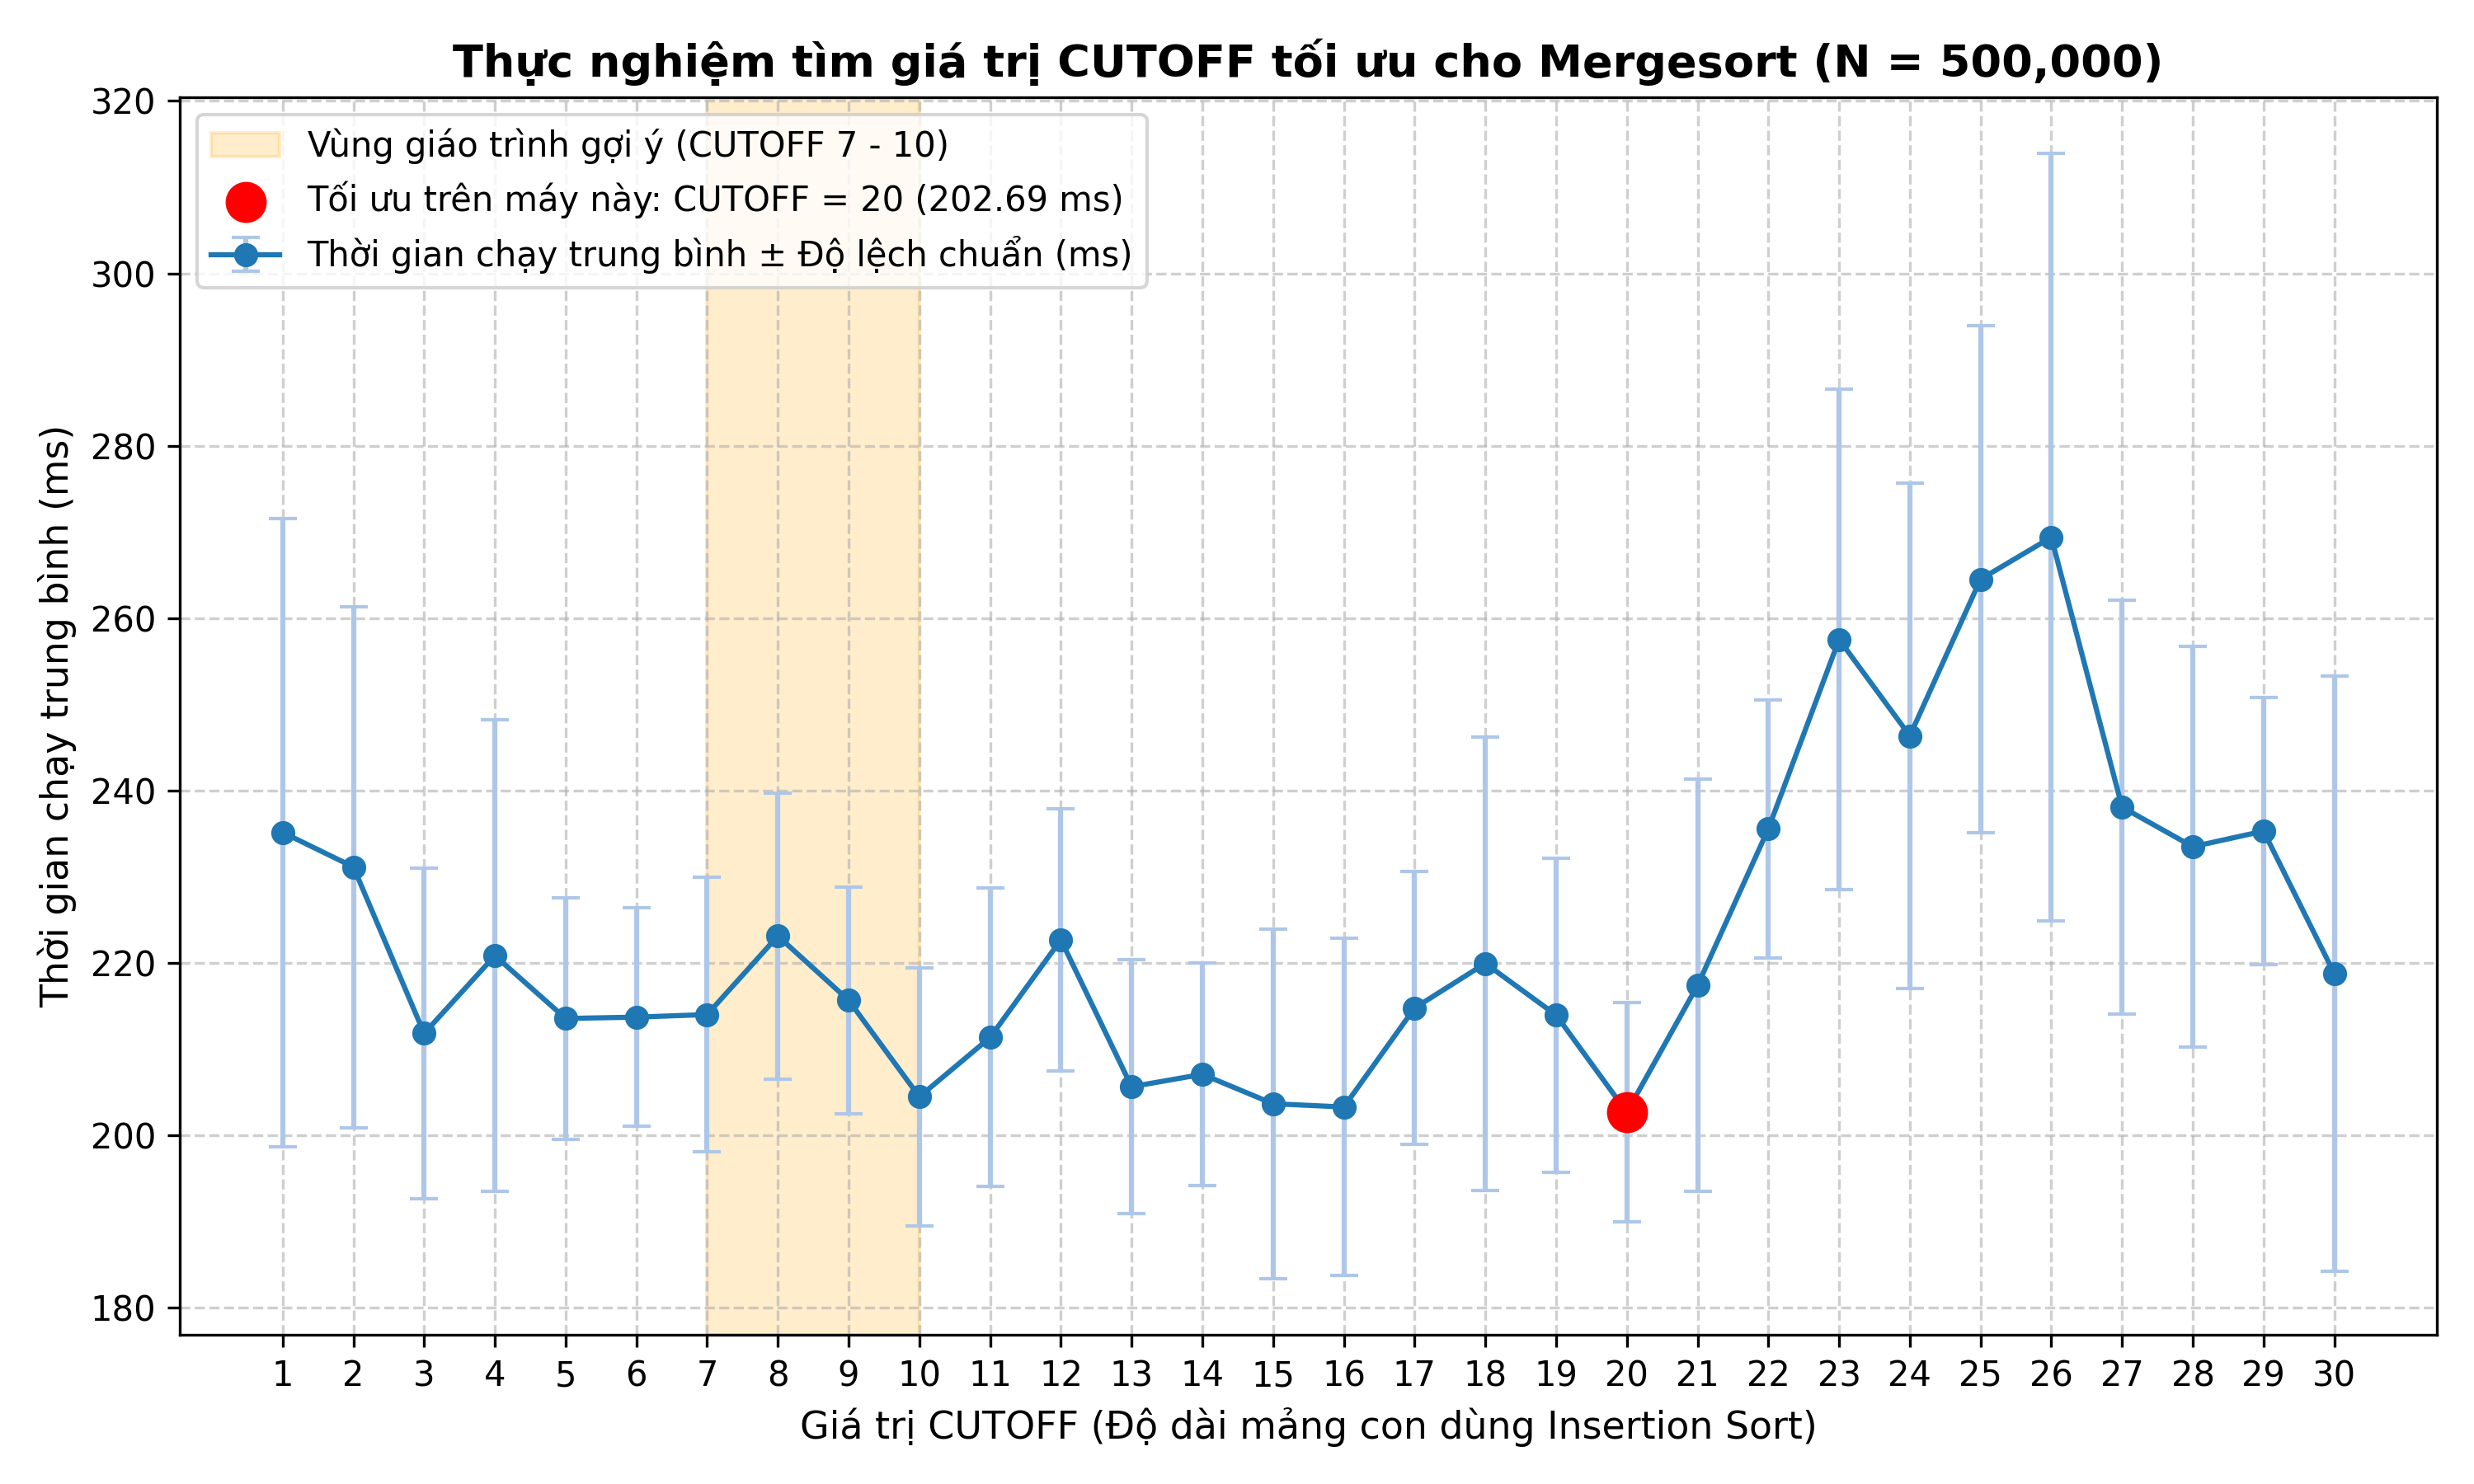 Thực nghiệm tìm giá trị CUTOFF tối ưu cho Mergesort (N = 500,000)
Vùng giáo trình gợi ý (CUTOFF 7 - 10)
Tối ưu trên máy này: CUTOFF = 20 (202.69 ms)
Thời gian chạy trung bình ± Độ lệch chuẩn (ms)
Thời gian chạy trung bình (ms)
320
300
280
260
240
220
200
180
1 2 3 4 5 6 7 8 9 10 11 12 13 14 15 16 17 18 19 20 21 22 23 24 25 26 27 28 29 30
Giá trị CUTOFF (Độ dài mảng con dùng Insertion Sort)